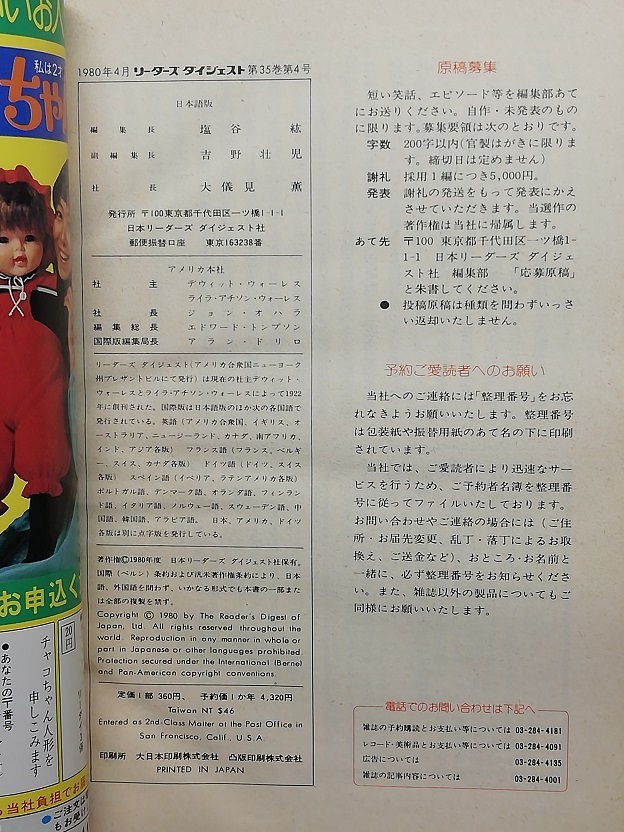 いお人
私は2才
ちゃ
お申込く
20円
チャコちゃん人形を
申しこみます
●あなたの〒番号
当社負担でお届
●ご注文は
もお受け
1980年4月 リーダーズ ダイジェスト 第35巻第4号
日本語版
編集長 塩谷紘
副編集長 吉野壮児
社長 大儀見薫
発行所 〒100東京都千代田区一ツ橋1-1-1
日本リーダーズ ダイジェスト社
郵便振替口座 東京163238番
アメリカ本社
社主 デウィット・ウォーレス
ライラ・アチソン・ウォーレス
社長 ジョン・オハラ
編集総長 エドワード・トンプソン
国際版編集局長 アラン・ドリロ
リーダーズ ダイジェスト(アメリカ合衆国ニューヨーク
州プレザントビルにて発行)は現在の社主デウィット・
ウォーレスとライラ・アチソン・ウォーレスによって1922
年に創刊された。国際版は日本語版のほか次の各国語で
発行されている。英語(アメリカ合衆国、イギリス、オ
ーストラリア、ニュージーランド、カナダ、南アフリカ、
インド、アジア各版) フランス語(フランス、ベルギ
ー、スイス、カナダ各版) ドイツ語(ドイツ、スイス
各版) スペイン語(イベリア、ラテンアメリカ各版)
ポルトガル語、デンマーク語、オランダ語、フィンラン
ド語、イタリア語、ノルウェー語、スウェーデン語、中
国語、韓国語、アラビア語。 日本、アメリカ、ドイツ
各版は別に点字版を発行している。
著作権©1980年度 日本リーダーズ ダイジェスト社保有。
国際(ベルン)条約および汎米著作権条約により、日本
語、外国語を問わず、いかなる形式でも本書の一部また
は全部の複製を禁ず。
Copyright © 1980 by The Reader's Digest of
Japan, Ltd. All rights reserved throughout the
world. Reproduction in any manner in whole or
part in Japanese or other languages prohibited.
Protection secured under the International (Berne)
and Pan-American copyright conventions.
定価1部 360円、 予約価1か年 4,320円
Taiwan NT $46
Entered as 2nd-Class Matter at the Post Office in
San Francisco, Calif., U.S.A.
印刷所 大日本印刷株式会社 凸版印刷株式会社
PRINTED IN JAPAN
原稿募集
短い笑話、エピソード等を編集部あて
にお送りください。自作・未発表のもの
に限ります。募集要領は次のとおりです。
字数 200字以内(官製はがきに限りま
す。締切日は定めません)
謝礼 採用1編につき5,000円。
発表 謝礼の発送をもって発表にかえ
させていただきます。当選作の
著作権は当社に帰属します。
あて先 〒100 東京都千代田区一ツ橋1-
1-1 日本リーダーズ ダイジェ
スト社 編集部 「応募原稿」
と朱書してください。
● 投稿原稿は種類を問わずいっさ
い返却いたしません。
予約ご愛読者へのお願い
当社へのご連絡には「整理番号」をお忘
れなきようお願いいたします。整理番号
は包装紙や振替用紙のあて名の下に印刷
されています。
当社では、ご愛読者により迅速なサー
ビスを行うため、ご予約者名簿を整理番
号に従ってファイルいたしております。
お問い合わせやご連絡の場合には(ご住
所・お届先変更、乱丁・落丁によるお取
換え、ご送金など)、おところ・お名前と
一緒に、必ず整理番号をお知らせくださ
い。また、雑誌以外の製品についてもご
同様にお願いいたします。
電話でのお問い合わせは下記へ
雑誌の予約購読とお支払い等については 03-284-4181
レコード・美術品とお支払い等については 03-284-4091
広告については 03-284-4135
雑誌の記事内容については 03-284-4001